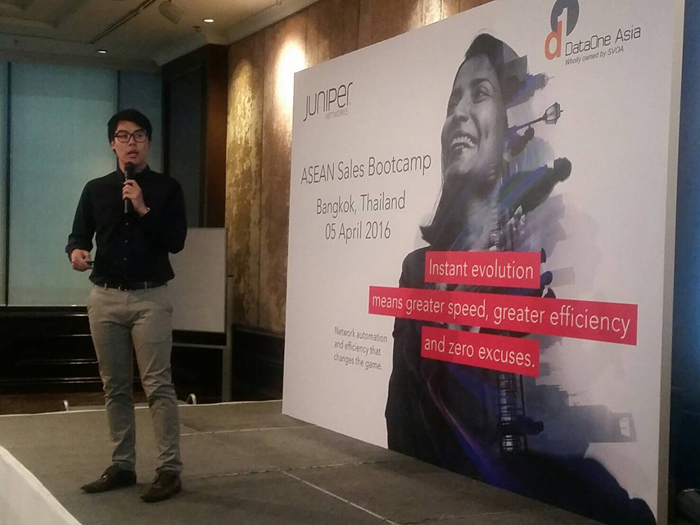 JUNIPER
NETWORKS
DataOne Asia
Wholly owned by SVOA
ASEAN Sales Bootcamp
Bangkok, Thailand
05 April 2016
Instant evolution
means greater speed, greater efficiency
and zero excuses.
Network automation
and efficiency that
changes the game.